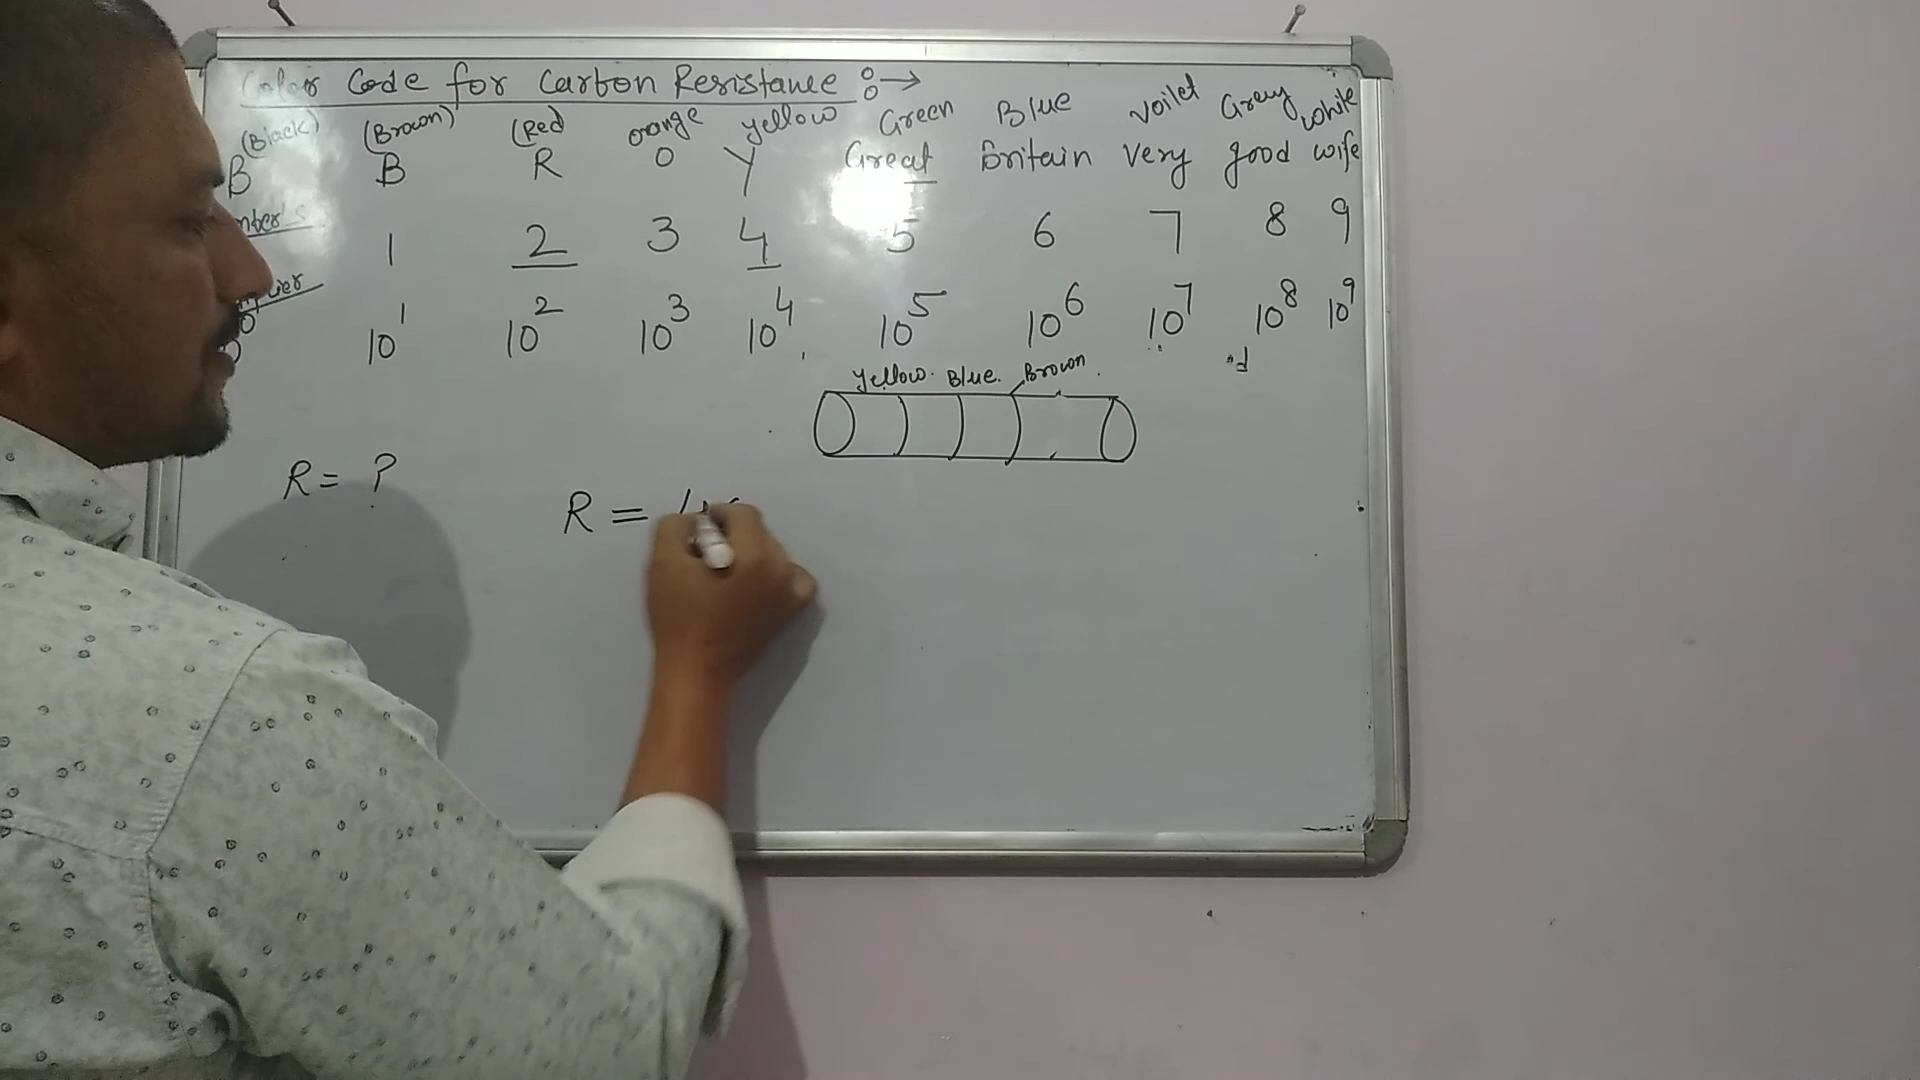 Color Code for Carbon Resistance :→
(Black) (Brown) (Red orange yellow Green Blue voilet Grey white
B B R O Y Great Britain very good wife
1 2 3 4 5 6 7 8 9
10¹ 10² 10³ 10⁴ 10⁵ 10⁶ 10⁷ 10⁸ 10⁹
yellow. Blue. Brown.
R = ?
R =